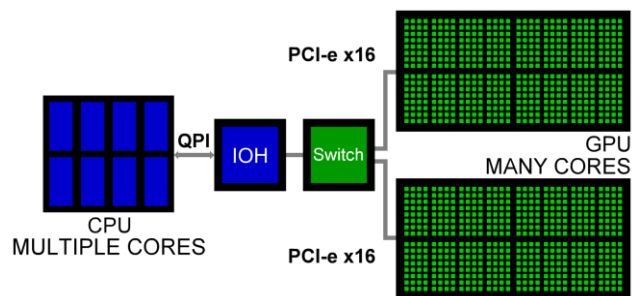 PCI-e x16
QPI
IOH
Switch
GPU
MANY CORES
CPU
MULTIPLE CORES
PCI-e x16